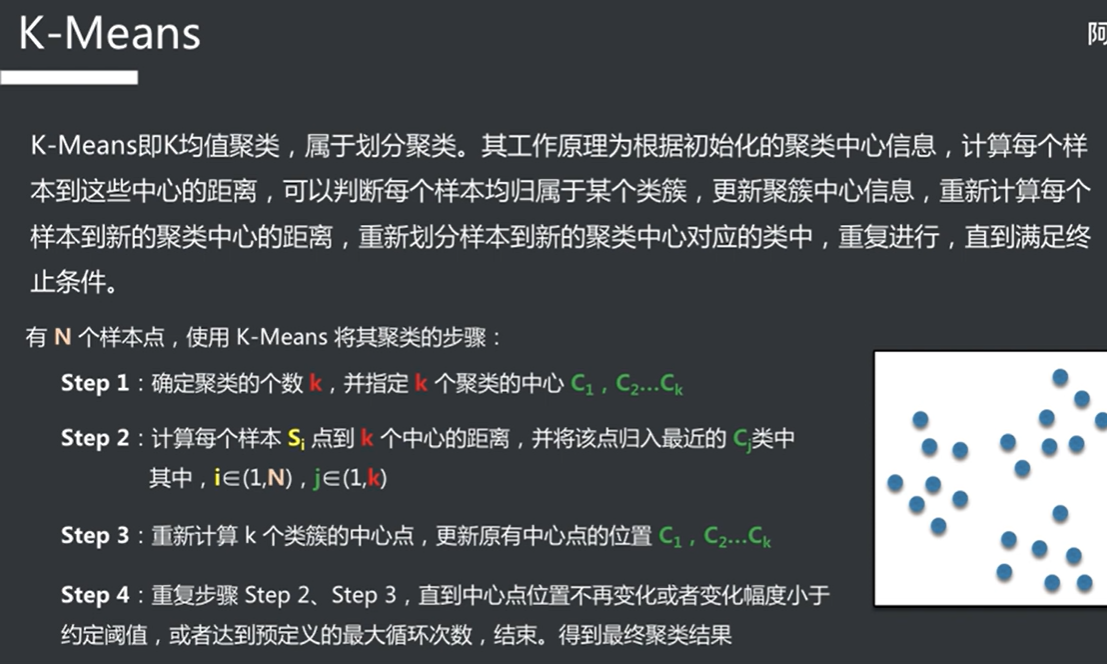 K-Means
阿
K-Means即K均值聚类，属于划分聚类。其工作原理为根据初始化的聚类中心信息，计算每个样
本到这些中心的距离，可以判断每个样本均归属于某个类簇，更新聚簇中心信息，重新计算每个
样本到新的聚类中心的距离，重新划分样本到新的聚类中心对应的类中，重复进行，直到满足终
止条件。
有 N 个样本点，使用 K-Means 将其聚类的步骤：
Step 1：确定聚类的个数 k，并指定 k 个聚类的中心 C₁，C₂...Cₖ
Step 2：计算每个样本 Sᵢ 点到 k 个中心的距离，并将该点归入最近的 Cⱼ类中
其中，i∈(1,N)，j∈(1,k)
Step 3：重新计算 k 个类簇的中心点，更新原有中心点的位置 C₁，C₂...Cₖ
Step 4：重复步骤 Step 2、Step 3，直到中心点位置不再变化或者变化幅度小于
约定阈值，或者达到预定义的最大循环次数，结束。得到最终聚类结果